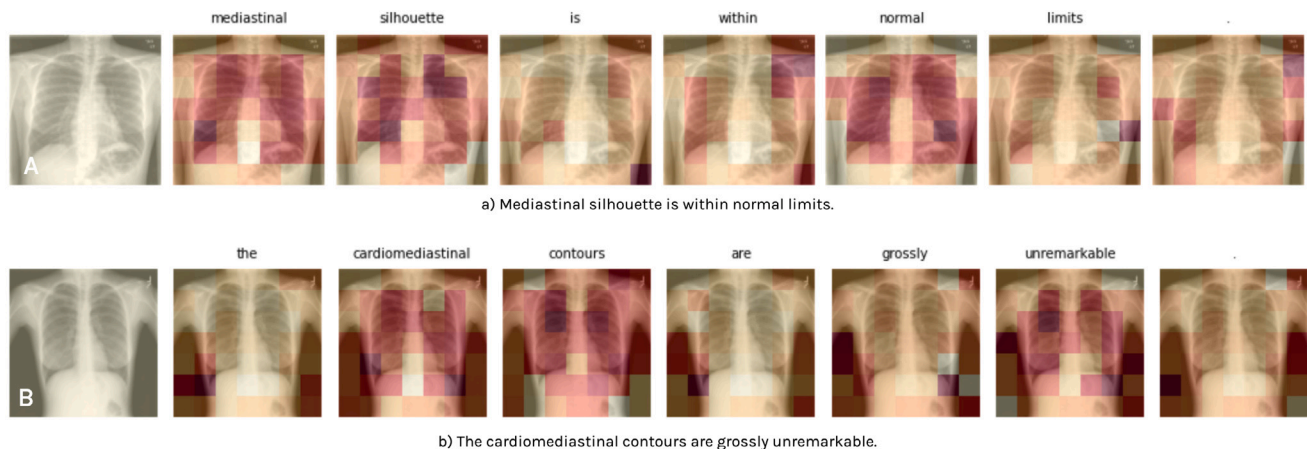 mediastinal silhouette is within normal limits .
A
a) Mediastinal silhouette is within normal limits.
the cardiomediastinal contours are grossly unremarkable .
B
b) The cardiomediastinal contours are grossly unremarkable.